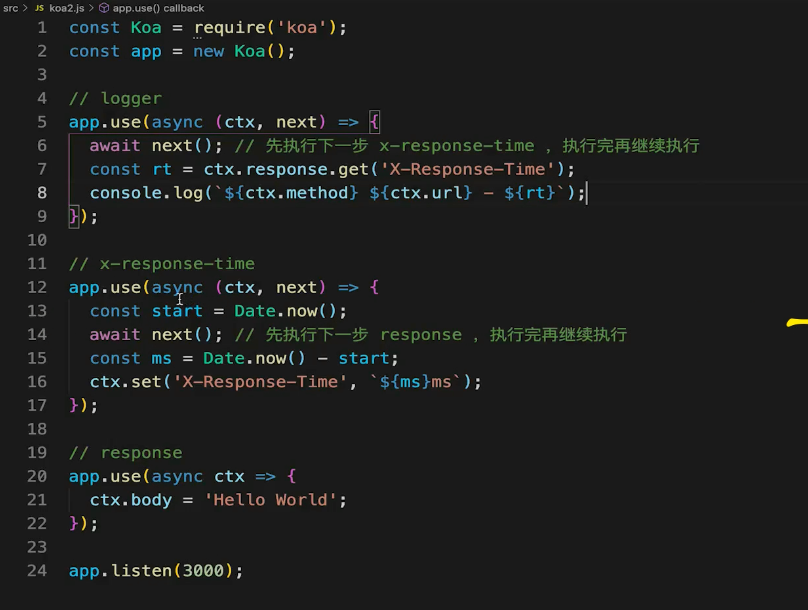 src > JS koa2.js > app.use() callback
1 const Koa = require('koa');
2 const app = new Koa();
3
4 // logger
5 app.use(async (ctx, next) => {
6 await next(); // 先执行下一步 x-response-time ，执行完再继续执行
7 const rt = ctx.response.get('X-Response-Time');
8 console.log(`${ctx.method} ${ctx.url} - ${rt}`);
9 });
10
11 // x-response-time
12 app.use(async (ctx, next) => {
13 const start = Date.now();
14 await next(); // 先执行下一步 response ，执行完再继续执行
15 const ms = Date.now() - start;
16 ctx.set('X-Response-Time', `${ms}ms`);
17 });
18
19 // response
20 app.use(async ctx => {
21 ctx.body = 'Hello World';
22 });
23
24 app.listen(3000);